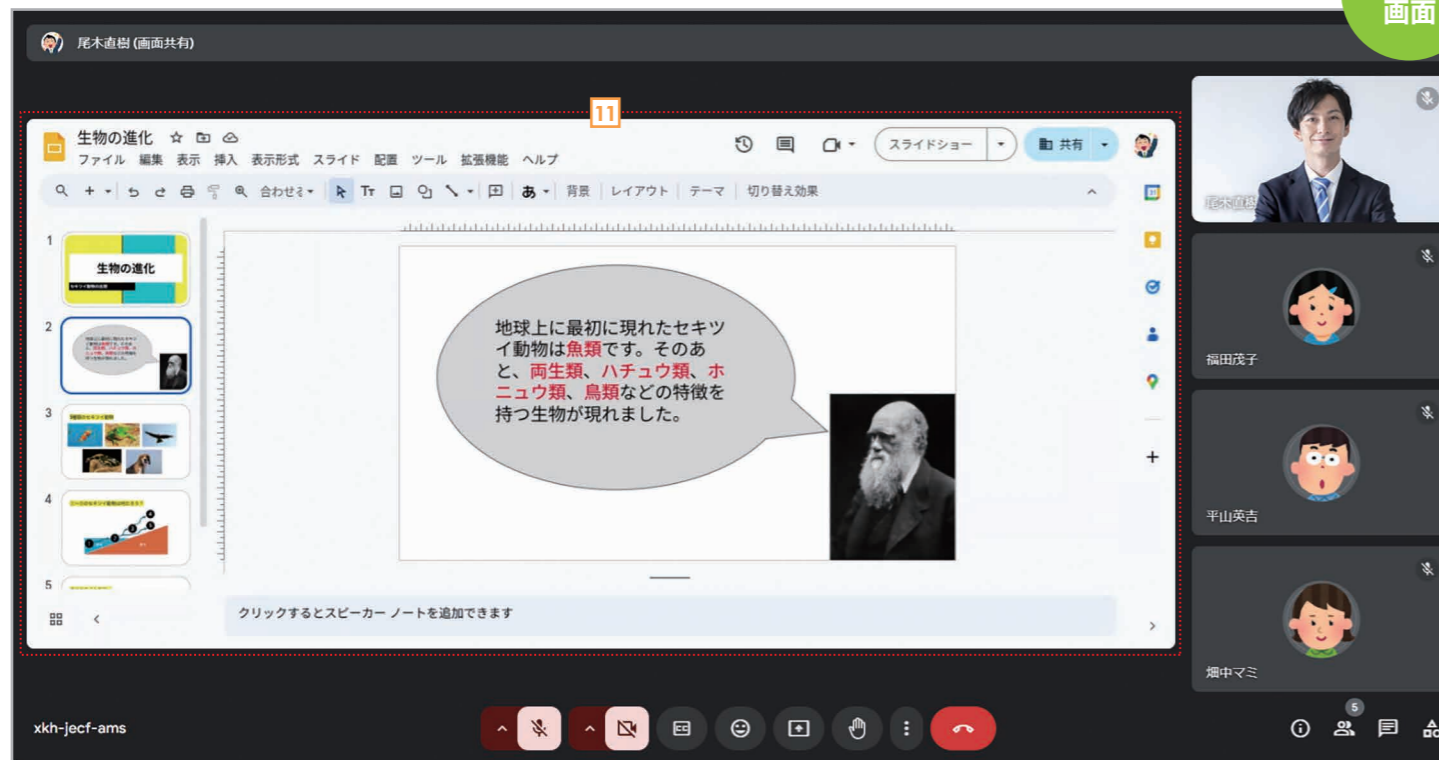 画面
尾木直樹 (画面共有)
11
生物の進化
ファイル 編集 表示 挿入 表示形式 スライド 配置 ツール 拡張機能 ヘルプ
スライドショー
共有
合わせ
背景 レイアウト テーマ 切り替え効果
1
生物の進化
2
3
4
5
地球上に最初に現れたセキツ
イ動物は魚類です。そのあ
と、両生類、ハチュウ類、ホ
ニュウ類、鳥類などの特徴を
持つ生物が現れました。
クリックするとスピーカー ノートを追加できます
尾木直樹
福田茂子
平山英吉
畑中マミ
xkh-jecf-ams
5